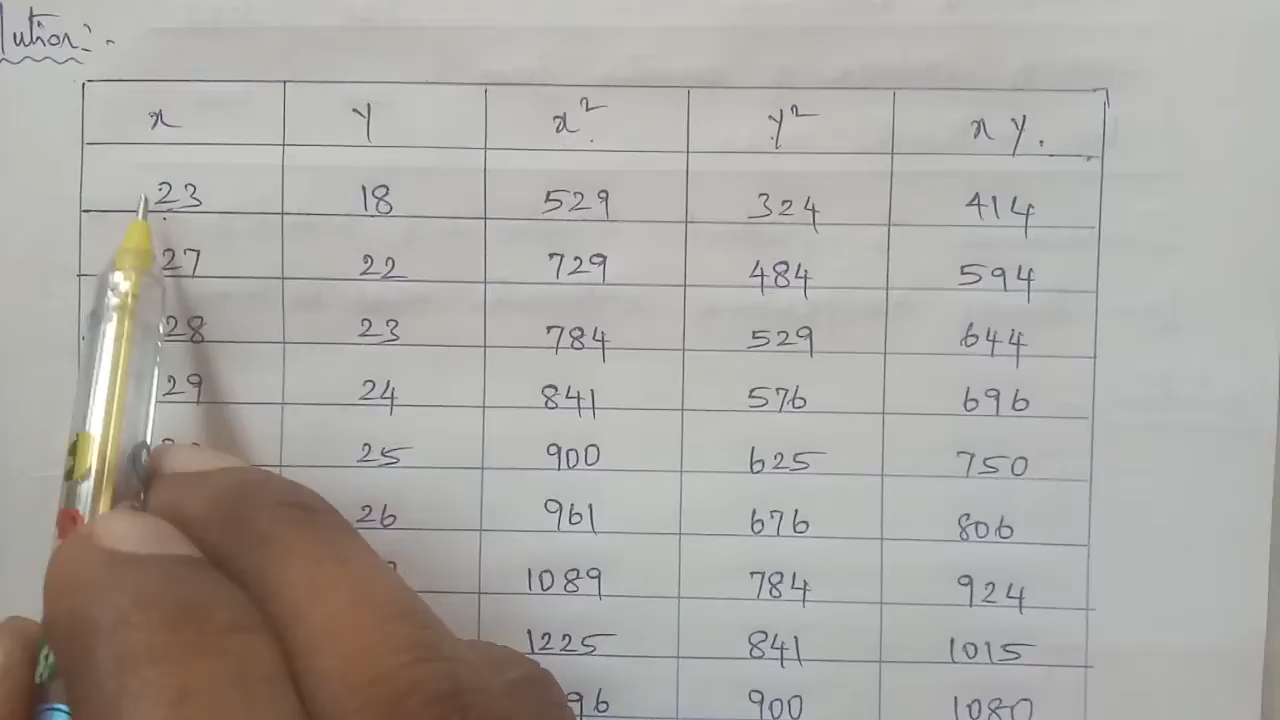 lution:-
x Y x² y² xy.
23 18 529 324 414
27 22 729 484 594
28 23 784 529 644
29 24 841 576 696
25 900 625 750
26 961 676 806
1089 784 924
1225 841 1015
96 900 1080